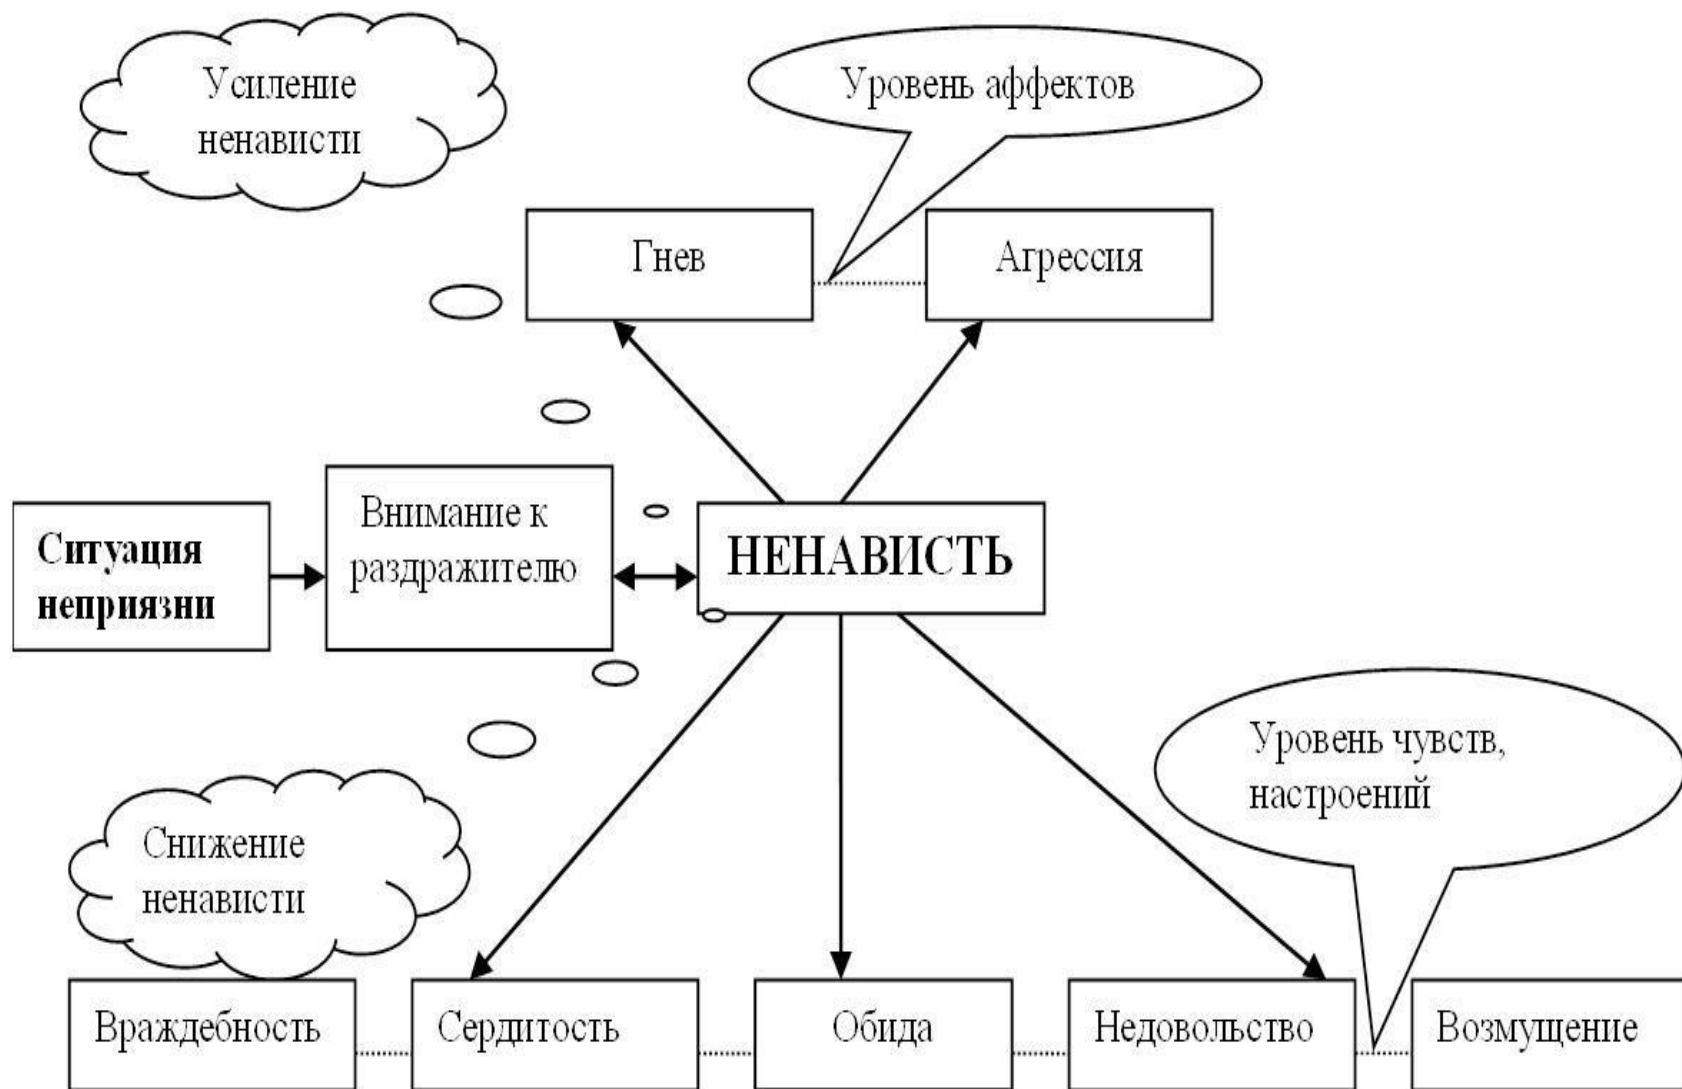 Усиление
ненависти
Уровень аффектов
Гнев
Агрессия
Ситуация
неприязни
Внимание к
раздражителю
НЕНАВИСТЬ
Уровень чувств,
настроений
Снижение
ненависти
Враждебность
Сердитость
Обида
Недовольство
Возмущение